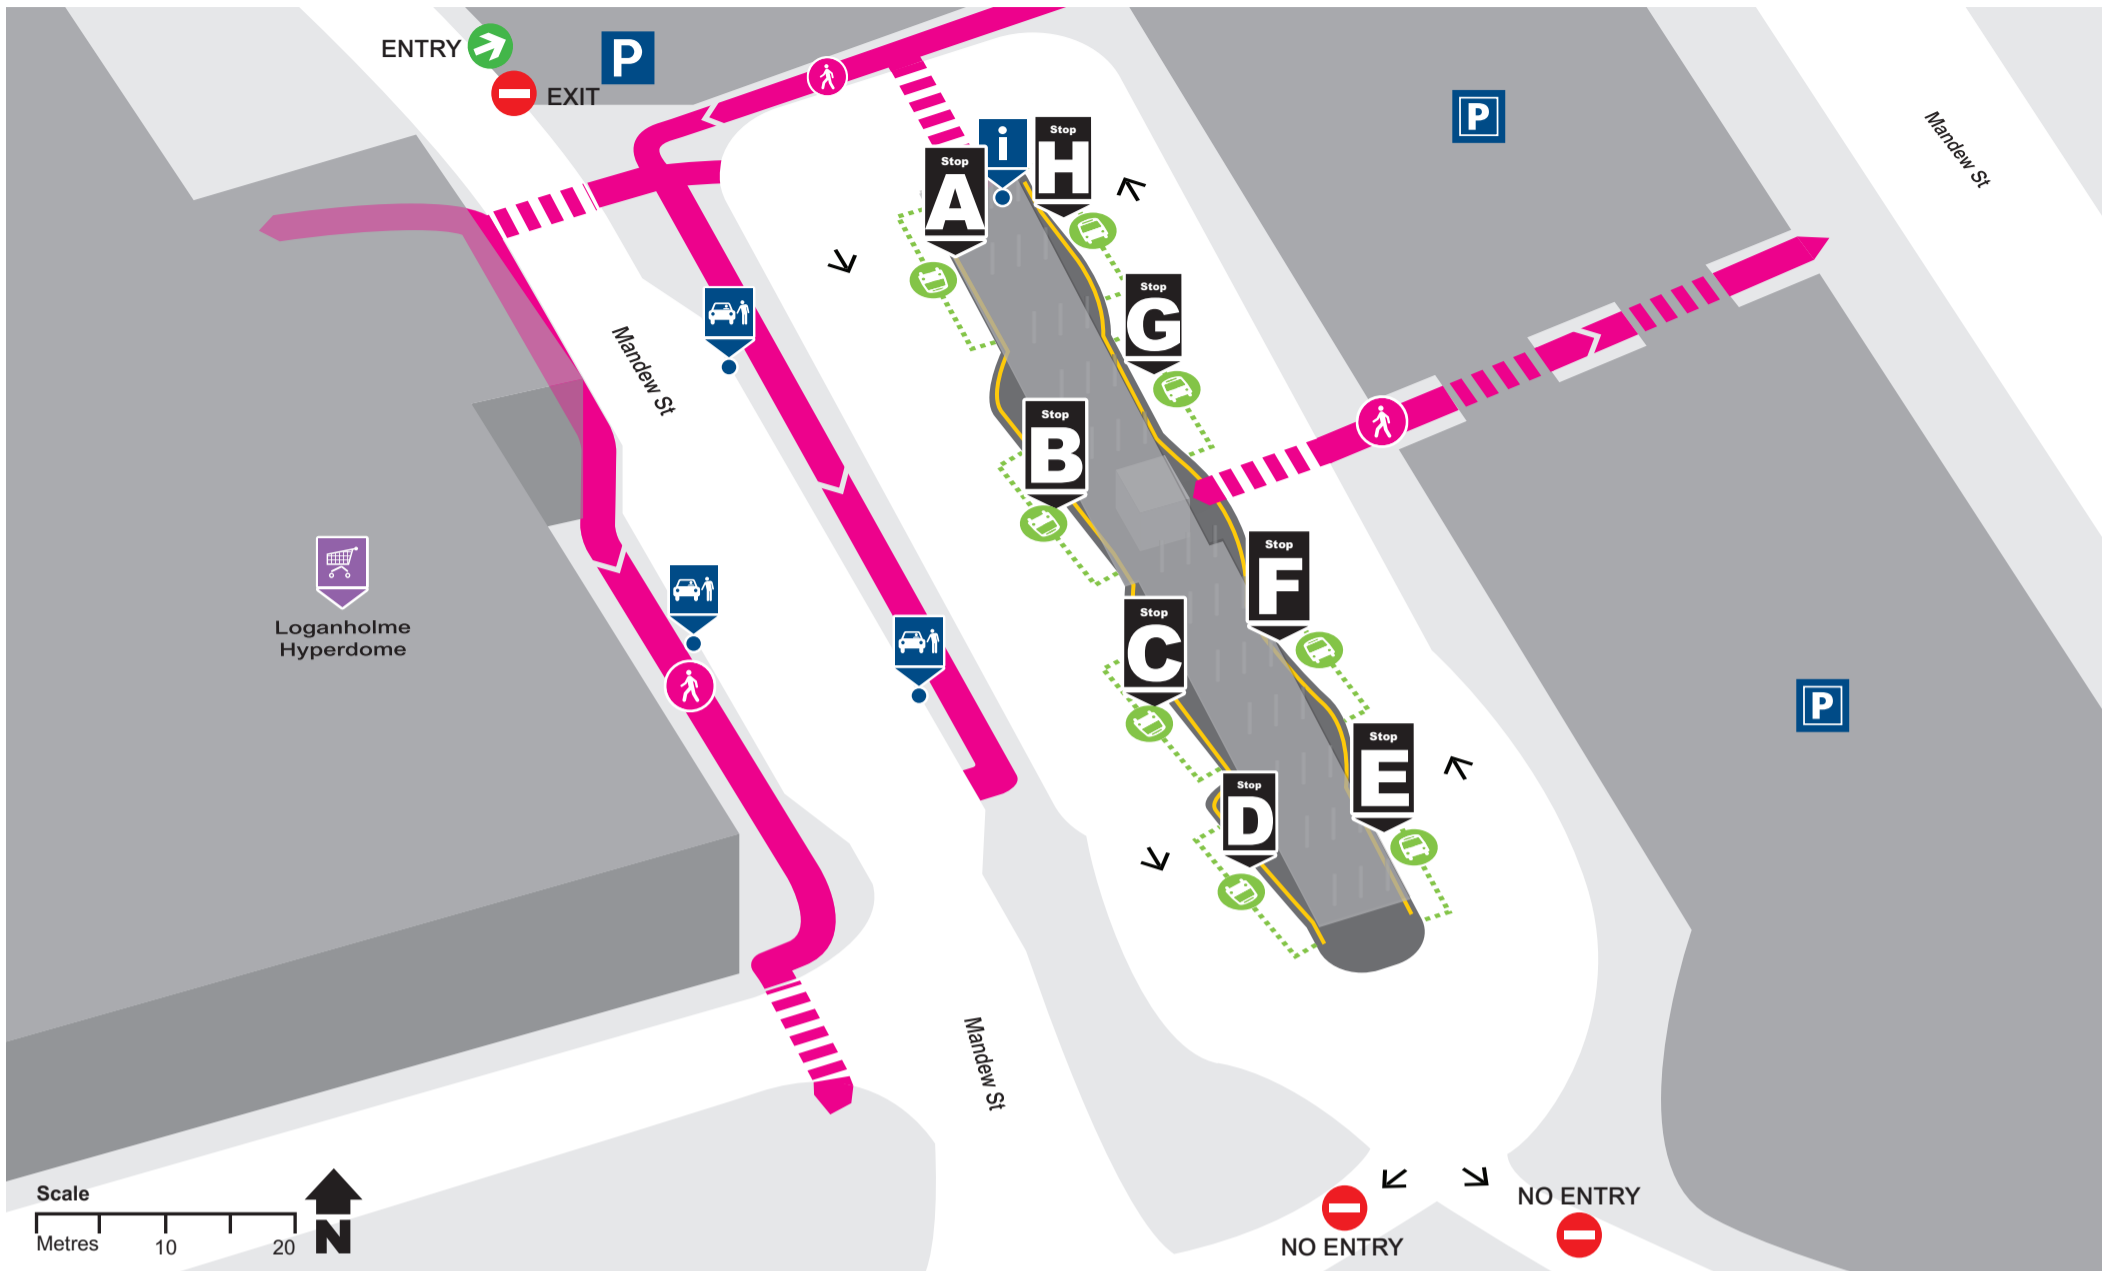 ENTRY
EXIT
P
P
Mandew St
i
Stop
H
Stop
A
Stop
G
Mandew St
Stop
B
Stop
F
Loganholme
Hyperdome
Stop
C
P
Stop
E
Stop
D
Mandew St
Scale
Metres 10 20
N
NO ENTRY
NO ENTRY